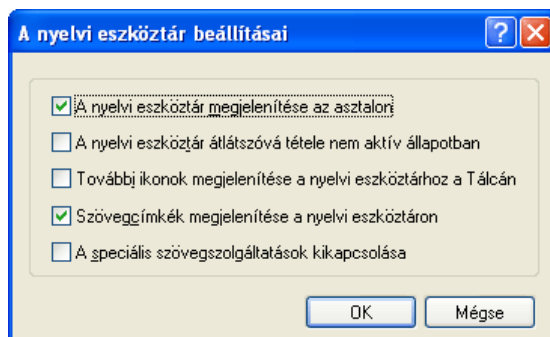 A nyelvi eszköztár beállításai
A nyelvi eszköztár megjelenítése az asztalon
A nyelvi eszköztár átlátszóvá tétele nem aktív állapotban
További ikonok megjelenítése a nyelvi eszköztárhoz a Tálcán
Szövegcímkék megjelenítése a nyelvi eszköztáron
A speciális szövegszolgáltatások kikapcsolása
OK Mégse